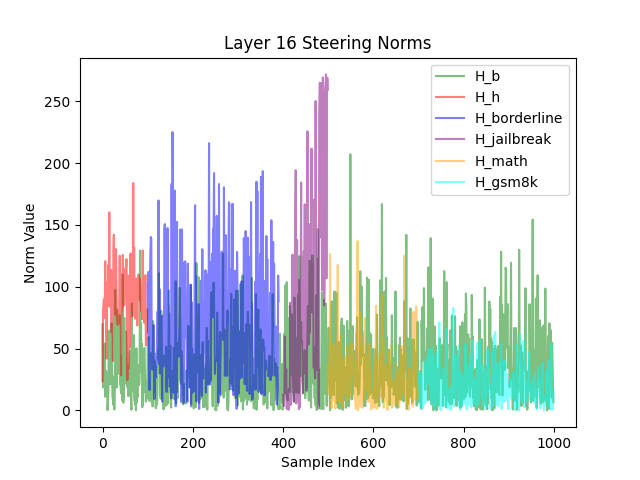 Layer 16 Steering Norms
Norm Value
250
200
150
100
50
0
H_b
H_h
H_borderline
H_jailbreak
H_math
H_gsm8k
0
200
400
600
800
1000
Sample Index